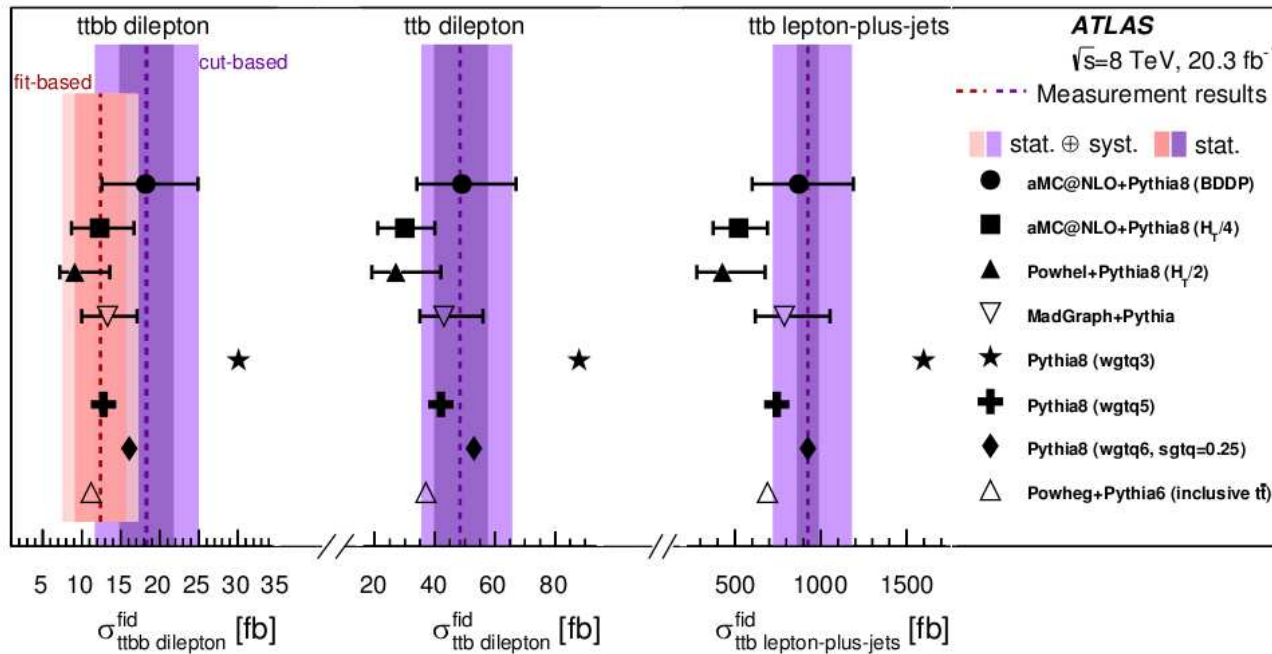 ttbb dilepton
ttb dilepton
ttb lepton-plus-jets
ATLAS
√s=8 TeV, 20.3 fb⁻
cut-based
fit-based
Measurement results
stat. ⊕ syst.
stat.
aMC@NLO+Pythia8 (BDDP)
aMC@NLO+Pythia8 (H_T/4)
Powhel+Pythia8 (H_T/2)
MadGraph+Pythia
Pythia8 (wgtq3)
Pythia8 (wgtq5)
Pythia8 (wgtq6, sgtq=0.25)
Powheg+Pythia6 (inclusive tt̄)
5 10 15 20 25 30 35
20 40 60 80
500 1000 1500
σ^fid_ttbb dilepton [fb]
σ^fid_ttb dilepton [fb]
σ^fid_ttb lepton-plus-jets [fb]